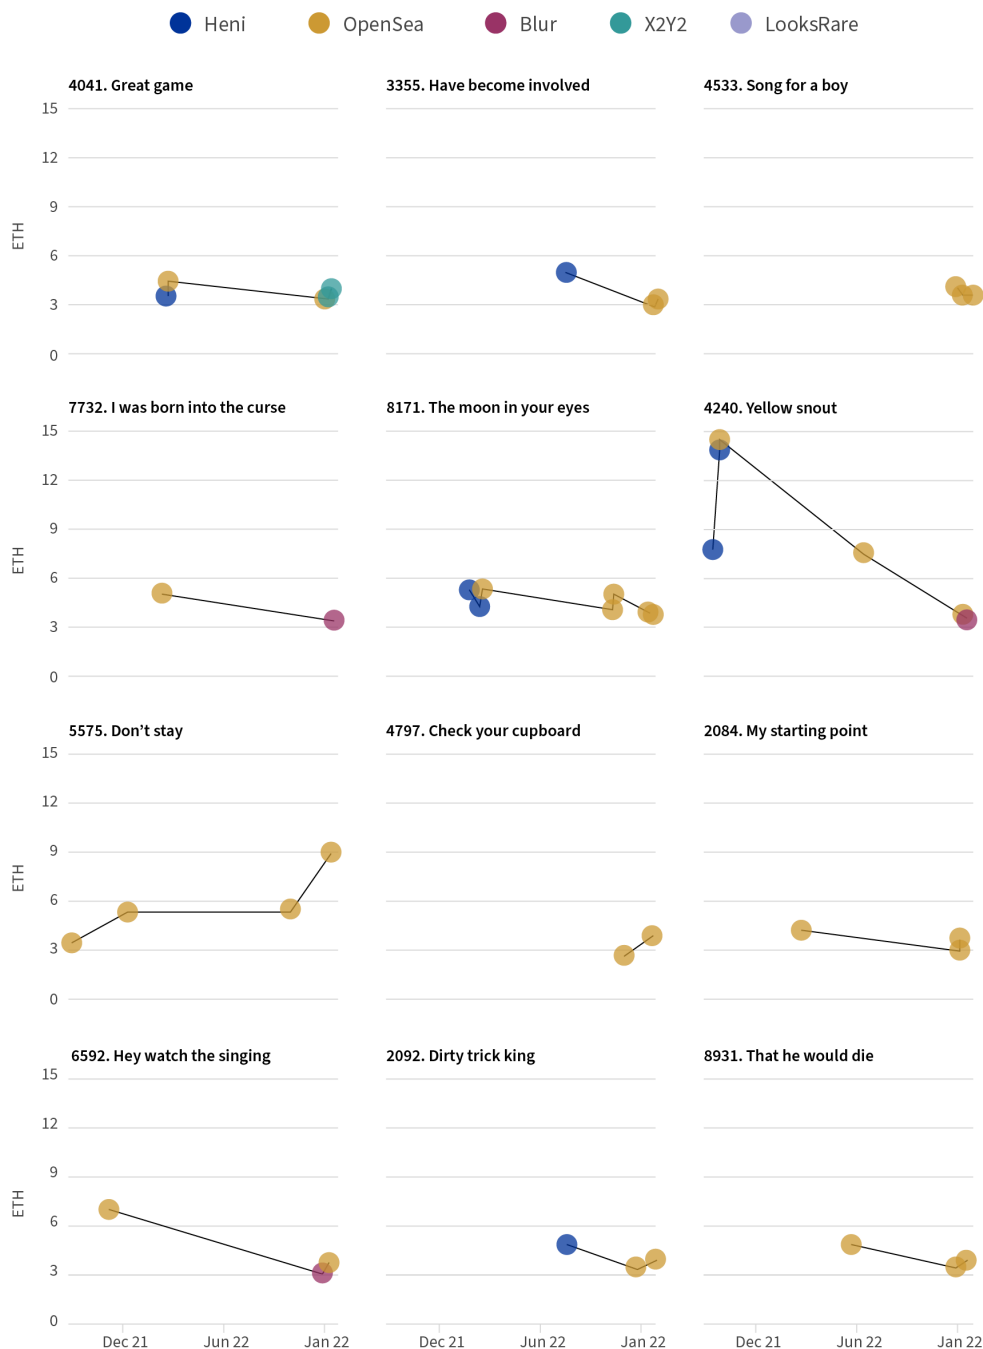 Heni OpenSea Blur X2Y2 LooksRare
4041. Great game 3355. Have become involved 4533. Song for a boy
15
12
9
6
3
0
ETH
7732. I was born into the curse 8171. The moon in your eyes 4240. Yellow snout
15
12
9
6
3
0
ETH
5575. Don’t stay 4797. Check your cupboard 2084. My starting point
15
12
9
6
3
0
ETH
6592. Hey watch the singing 2092. Dirty trick king 8931. That he would die
15
12
9
6
3
0
ETH
Dec 21 Jun 22 Jan 22 Dec 21 Jun 22 Jan 22 Dec 21 Jun 22 Jan 22